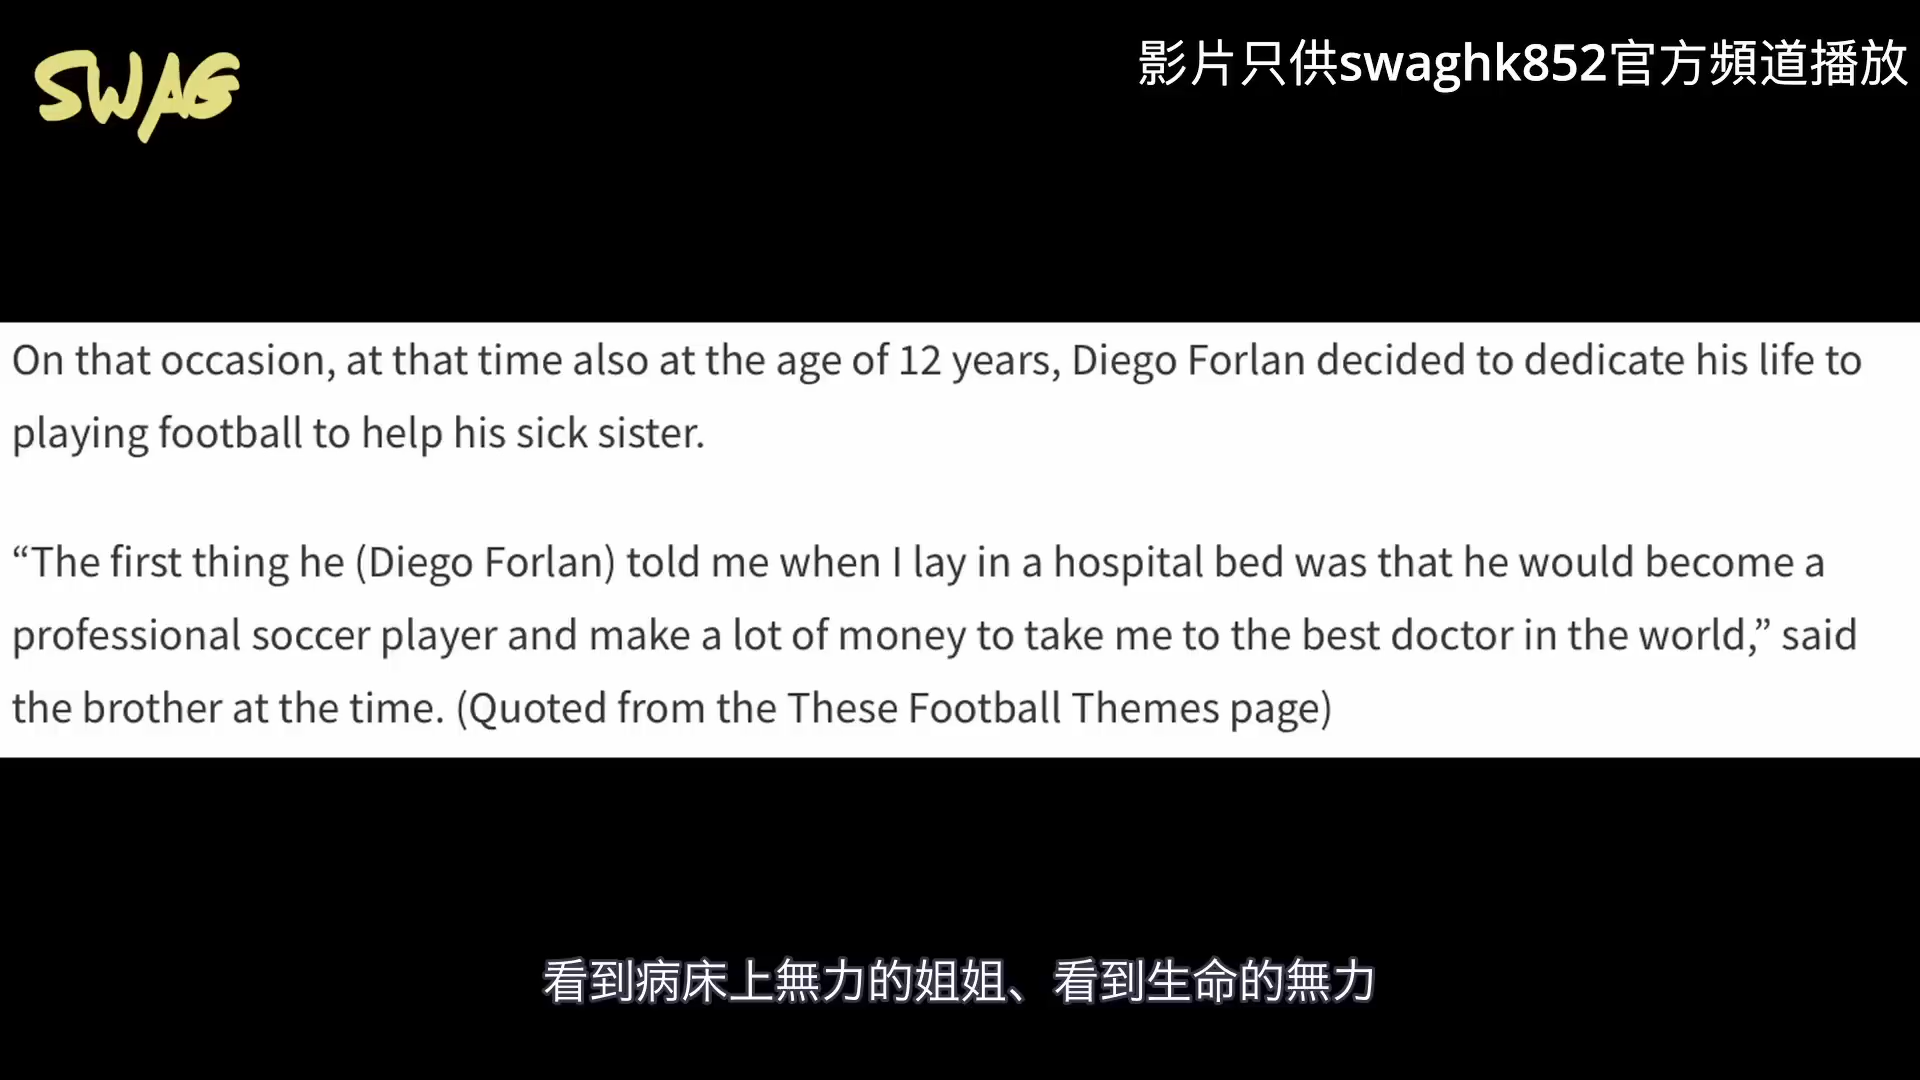 SWAG
影片只供swaghk852官方頻道播放
On that occasion, at that time also at the age of 12 years, Diego Forlan decided to dedicate his life to
playing football to help his sick sister.
“The first thing he (Diego Forlan) told me when I lay in a hospital bed was that he would become a
professional soccer player and make a lot of money to take me to the best doctor in the world,” said
the brother at the time. (Quoted from the These Football Themes page)
看到病床上無力的姐姐、看到生命的無力